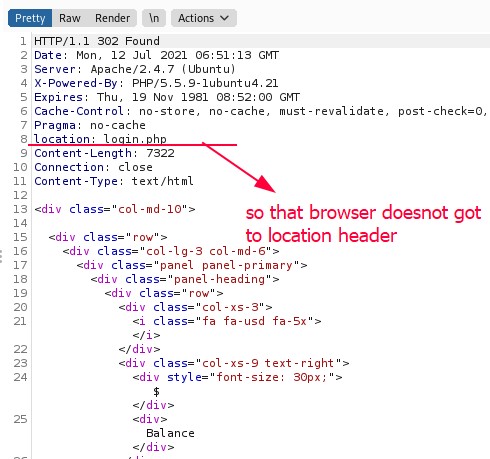 Pretty Raw Render \n Actions
1 HTTP/1.1 302 Found
2 Date: Mon, 12 Jul 2021 06:51:13 GMT
3 Server: Apache/2.4.7 (Ubuntu)
4 X-Powered-By: PHP/5.5.9-1ubuntu4.21
5 Expires: Thu, 19 Nov 1981 08:52:00 GMT
6 Cache-Control: no-store, no-cache, must-revalidate, post-check=0,
7 Pragma: no-cache
8 location: login.php
9 Content-Length: 7322
10 Connection: close
11 Content-Type: text/html
12
13 <div class="col-md-10">
so that browser doesnot got
to location header
14
15 <div class="row">
16 <div class="col-lg-3 col-md-6">
17 <div class="panel panel-primary">
18 <div class="panel-heading">
19 <div class="row">
20 <div class="col-xs-3">
21 <i class="fa fa-usd fa-5x">
</i>
22 </div>
23 <div class="col-xs-9 text-right">
24 <div style="font-size: 30px;">
$
</div>
25 <div>
Balance
</div>